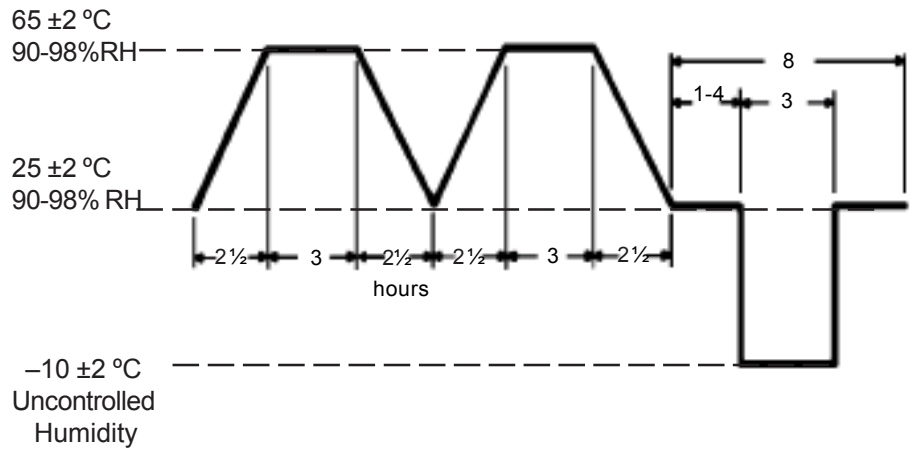 65 ±2 ºC
90-98%RH
8
1-4
3
25 ±2 ºC
90-98% RH
2½
3
2½
2½
3
2½
hours
–10 ±2 ºC
Uncontrolled
Humidity